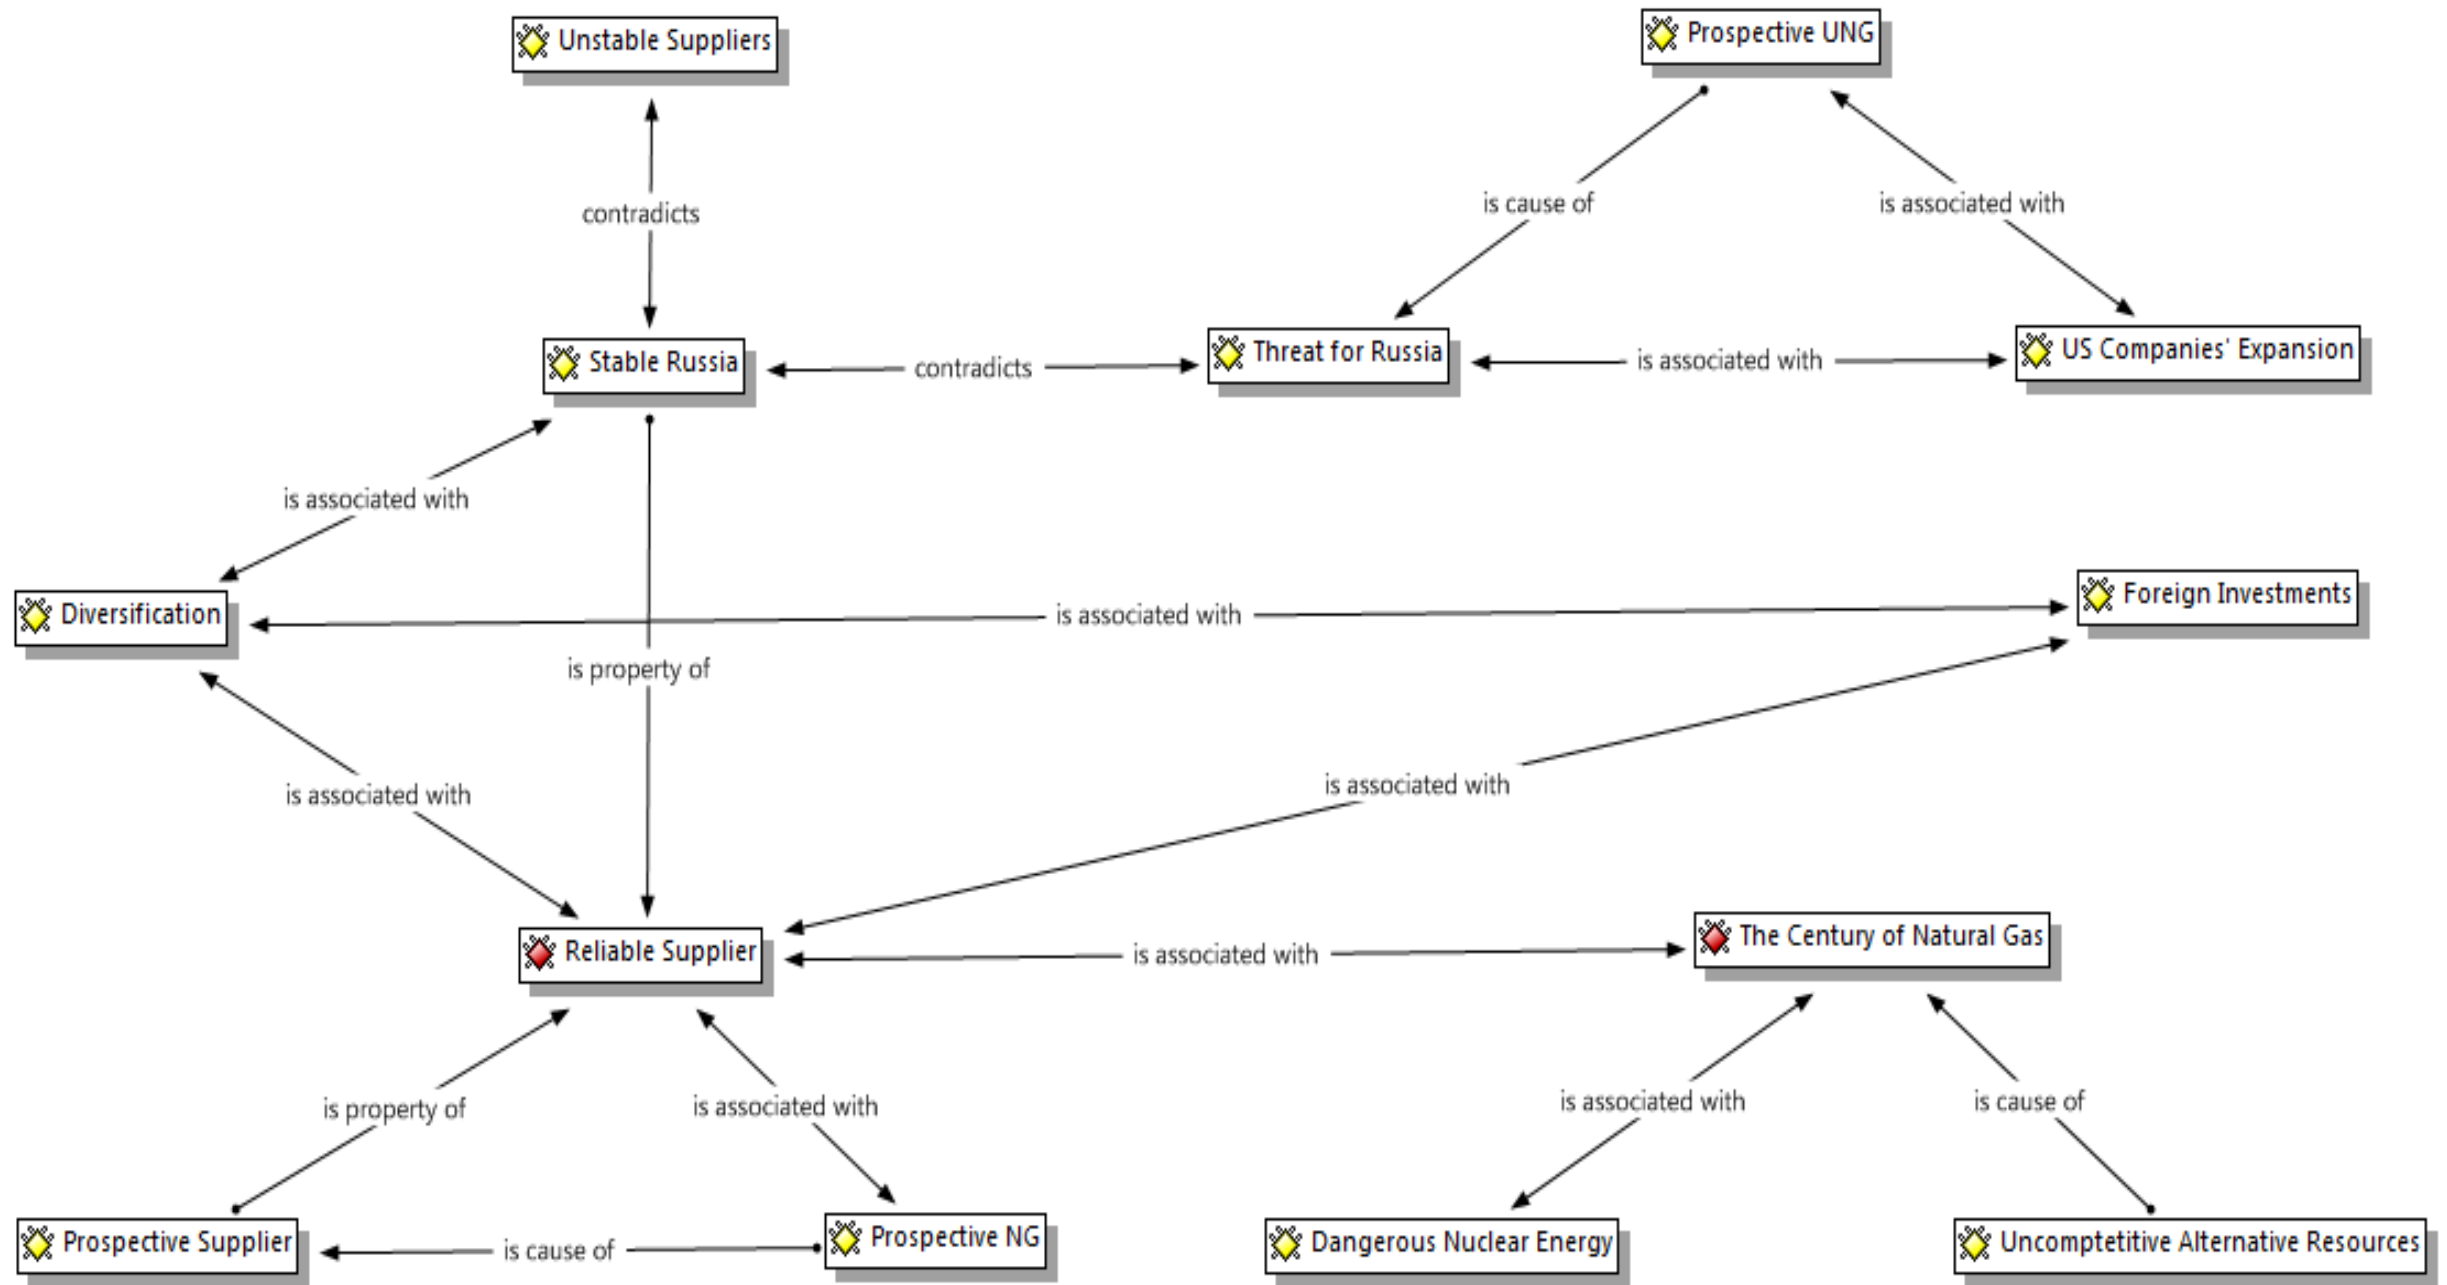 Unstable Suppliers
Prospective UNG
contradicts
is cause of
is associated with
Stable Russia
contradicts
Threat for Russia
is associated with
US Companies' Expansion
is associated with
Diversification
is associated with
Foreign Investments
is property of
is associated with
is associated with
Reliable Supplier
is associated with
The Century of Natural Gas
is property of
is associated with
is associated with
is cause of
Prospective Supplier
is cause of
Prospective NG
Dangerous Nuclear Energy
Uncomptetitive Alternative Resources